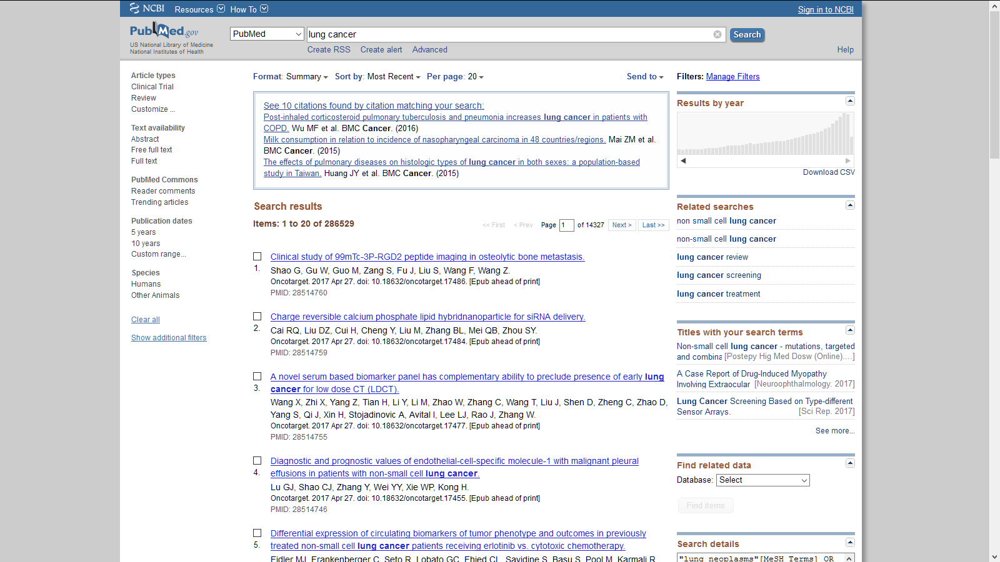 NCBI Resources How To Sign in to NCBI
PubMed.gov
US National Library of Medicine
National Institutes of Health
PubMed lung cancer Search
Create RSS Create alert Advanced Help
Article types
Clinical Trial
Review
Customize ...
Text availability
Abstract
Free full text
Full text
PubMed Commons
Reader comments
Trending articles
Publication dates
5 years
10 years
Custom range...
Species
Humans
Other Animals
Clear all
Show additional filters
Format: Summary Sort by: Most Recent Per page: 20 Send to
See 10 citations found by citation matching your search:
Post-inhaled corticosteroid pulmonary tuberculosis and pneumonia increases lung cancer in patients with
COPD. Wu MF et al. BMC Cancer. (2016)
Milk consumption in relation to incidence of nasopharyngeal carcinoma in 48 countries/regions. Mai ZM et al.
BMC Cancer. (2015)
The effects of pulmonary diseases on histologic types of lung cancer in both sexes: a population-based
study in Taiwan. Huang JY et al. BMC Cancer. (2015)
Search results
Items: 1 to 20 of 286529
<< First < Prev Page 1 of 14327 Next > Last >>
Clinical study of 99mTc-3P-RGD2 peptide imaging in osteolytic bone metastasis.
1. Shao G, Gu W, Guo M, Zang S, Fu J, Liu S, Wang F, Wang Z.
Oncotarget. 2017 Apr 27. doi: 10.18632/oncotarget.17486. [Epub ahead of print]
PMID: 28514760
Charge reversible calcium phosphate lipid hybridnanoparticle for siRNA delivery.
2. Cai RQ, Liu DZ, Cui H, Cheng Y, Liu M, Zhang BL, Mei QB, Zhou SY.
Oncotarget. 2017 Apr 27. doi: 10.18632/oncotarget.17484. [Epub ahead of print]
PMID: 28514759
A novel serum based biomarker panel has complementary ability to preclude presence of early lung
3. cancer for low dose CT (LDCT).
Wang X, Zhi X, Yang Z, Tian H, Li Y, Li M, Zhao W, Zhang C, Wang T, Liu J, Shen D, Zheng C, Zhao D,
Yang S, Qi J, Xin H, Stojadinovic A, Avital I, Lee LJ, Rao J, Zhang W.
Oncotarget. 2017 Apr 27. doi: 10.18632/oncotarget.17477. [Epub ahead of print]
PMID: 28514755
Diagnostic and prognostic values of endothelial-cell-specific molecule-1 with malignant pleural
4. effusions in patients with non-small cell lung cancer.
Lu GJ, Shao CJ, Zhang Y, Wei YY, Xie WP, Kong H.
Oncotarget. 2017 Apr 27. doi: 10.18632/oncotarget.17455. [Epub ahead of print]
PMID: 28514746
Differential expression of circulating biomarkers of tumor phenotype and outcomes in previously
5. treated non-small cell lung cancer patients receiving erlotinib vs. cytotoxic chemotherapy.
Fidler MJ, Frankenberger C, Seto R, Lobato GC, Fhied CL, Sayidine S, Basu S, Pool M, Karmali R
Filters: Manage Filters
Results by year
Download CSV
Related searches
non small cell lung cancer
non-small cell lung cancer
lung cancer review
lung cancer screening
lung cancer treatment
Titles with your search terms
Non-small cell lung cancer - mutations, targeted
and combina [Postepy Hig Med Dosw (Online)....]
A Case Report of Drug-Induced Myopathy
Involving Extraocular [Neuroophthalmology. 2017]
Lung Cancer Screening Based on Type-different
Sensor Arrays. [Sci Rep. 2017]
See more...
Find related data
Database: Select
Find items
Search details
"lung neoplasms"[MeSH Terms] OR